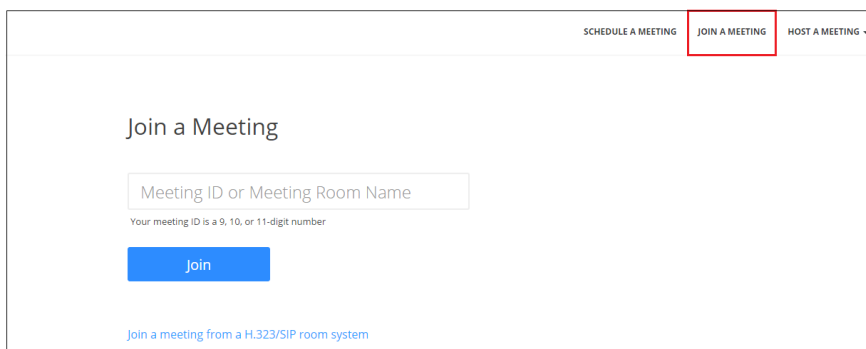 SCHEDULE A MEETING JOIN A MEETING HOST A MEETING
Join a Meeting
Meeting ID or Meeting Room Name
Your meeting ID is a 9, 10, or 11-digit number
Join
Join a meeting from a H.323/SIP room system